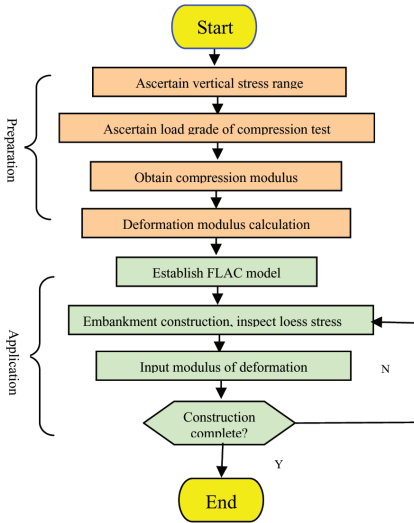 Start
Ascertain vertical stress range
Ascertain load grade of compression test
Obtain compression modulus
Deformation modulus calculation
Preparation
Establish FLAC model
Embankment construction, inspect loess stress
Input modulus of deformation
Application
N
Construction
complete?
Y
End